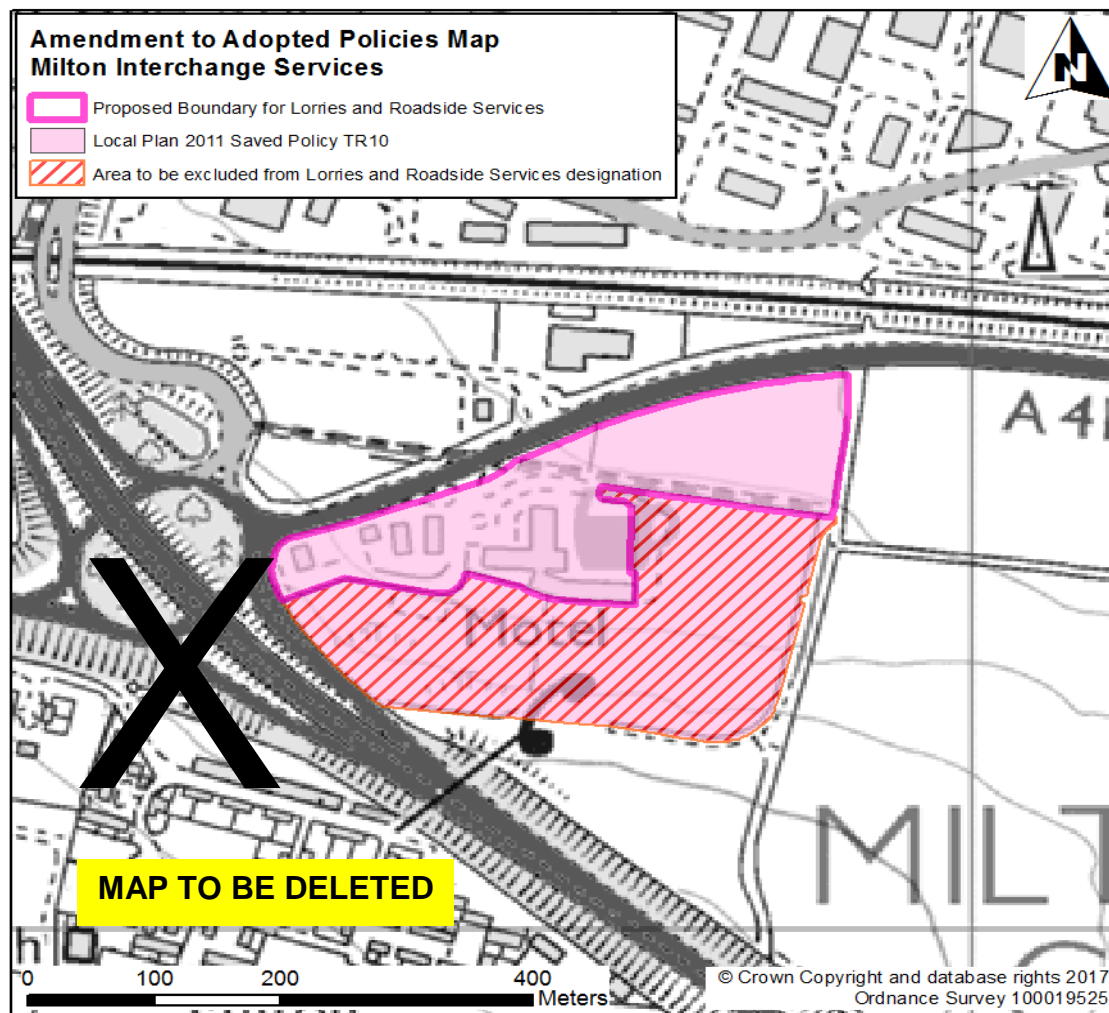 Amendment to Adopted Policies Map
Milton Interchange Services
N
Proposed Boundary for Lorries and Roadside Services
Local Plan 2011 Saved Policy TR10
Area to be excluded from Lorries and Roadside Services designation
A 4
Motel
X
MILT
MAP TO BE DELETED
h
0 100 200 400
Meters
© Crown Copyright and database rights 2017
Ordnance Survey 100019525